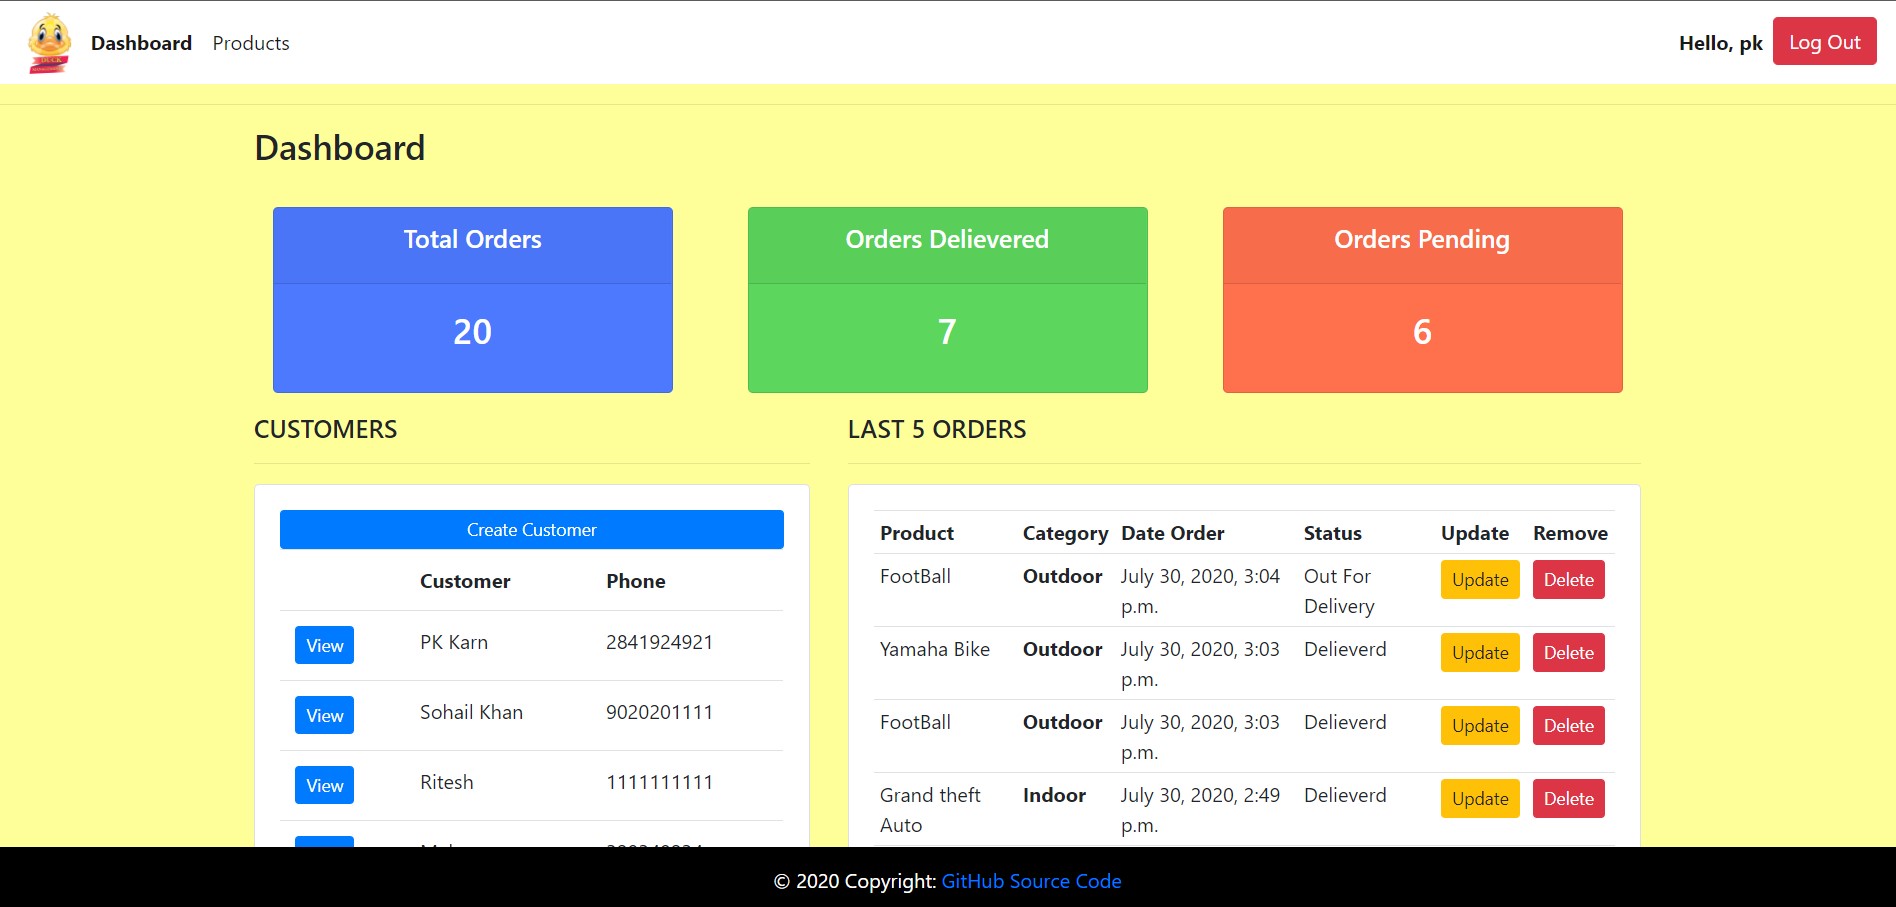 DUCK
Dashboard Products
Hello, pk Log Out
Dashboard
Total Orders
20
Orders Delievered
7
Orders Pending
6
CUSTOMERS
Create Customer
Customer Phone
View PK Karn 2841924921
View Sohail Khan 9020201111
View Ritesh 1111111111
LAST 5 ORDERS
Product Category Date Order Status Update Remove
FootBall Outdoor July 30, 2020, 3:04 Out For Update Delete
p.m. Delivery
Yamaha Bike Outdoor July 30, 2020, 3:03 Delieverd Update Delete
p.m.
FootBall Outdoor July 30, 2020, 3:03 Delieverd Update Delete
p.m.
Grand theft Indoor July 30, 2020, 2:49 Delieverd Update Delete
Auto p.m.
© 2020 Copyright: GitHub Source Code